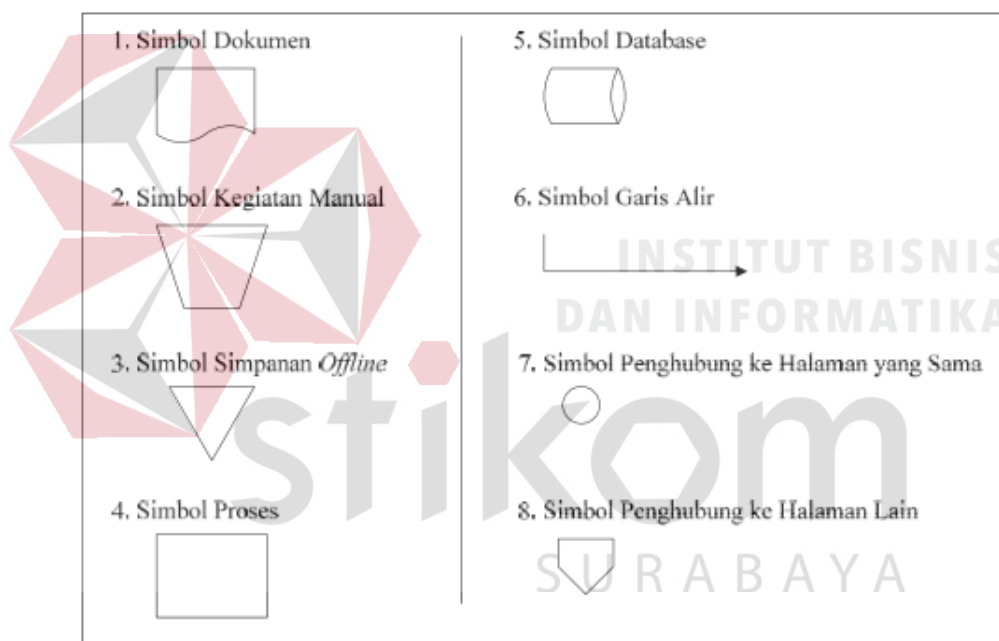 1. Simbol Dokumen
2. Simbol Kegiatan Manual
3. Simbol Simpanan Offline
4. Simbol Proses
5. Simbol Database
6. Simbol Garis Alir
7. Simbol Penghubung ke Halaman yang Sama
8. Simbol Penghubung ke Halaman Lain
INSTITUT BISNIS
DAN INFORMATIKA
stikom
SURABAYA